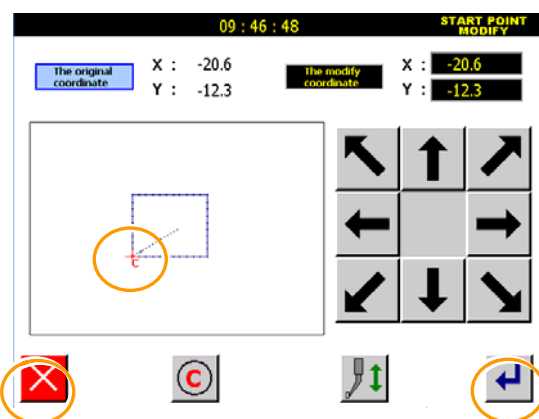 09 : 46 : 48
START POINT
MODIFY
The original
coordinate
X : -20.6
Y : -12.3
The modify
coordinate
X : -20.6
Y : -12.3
C
C